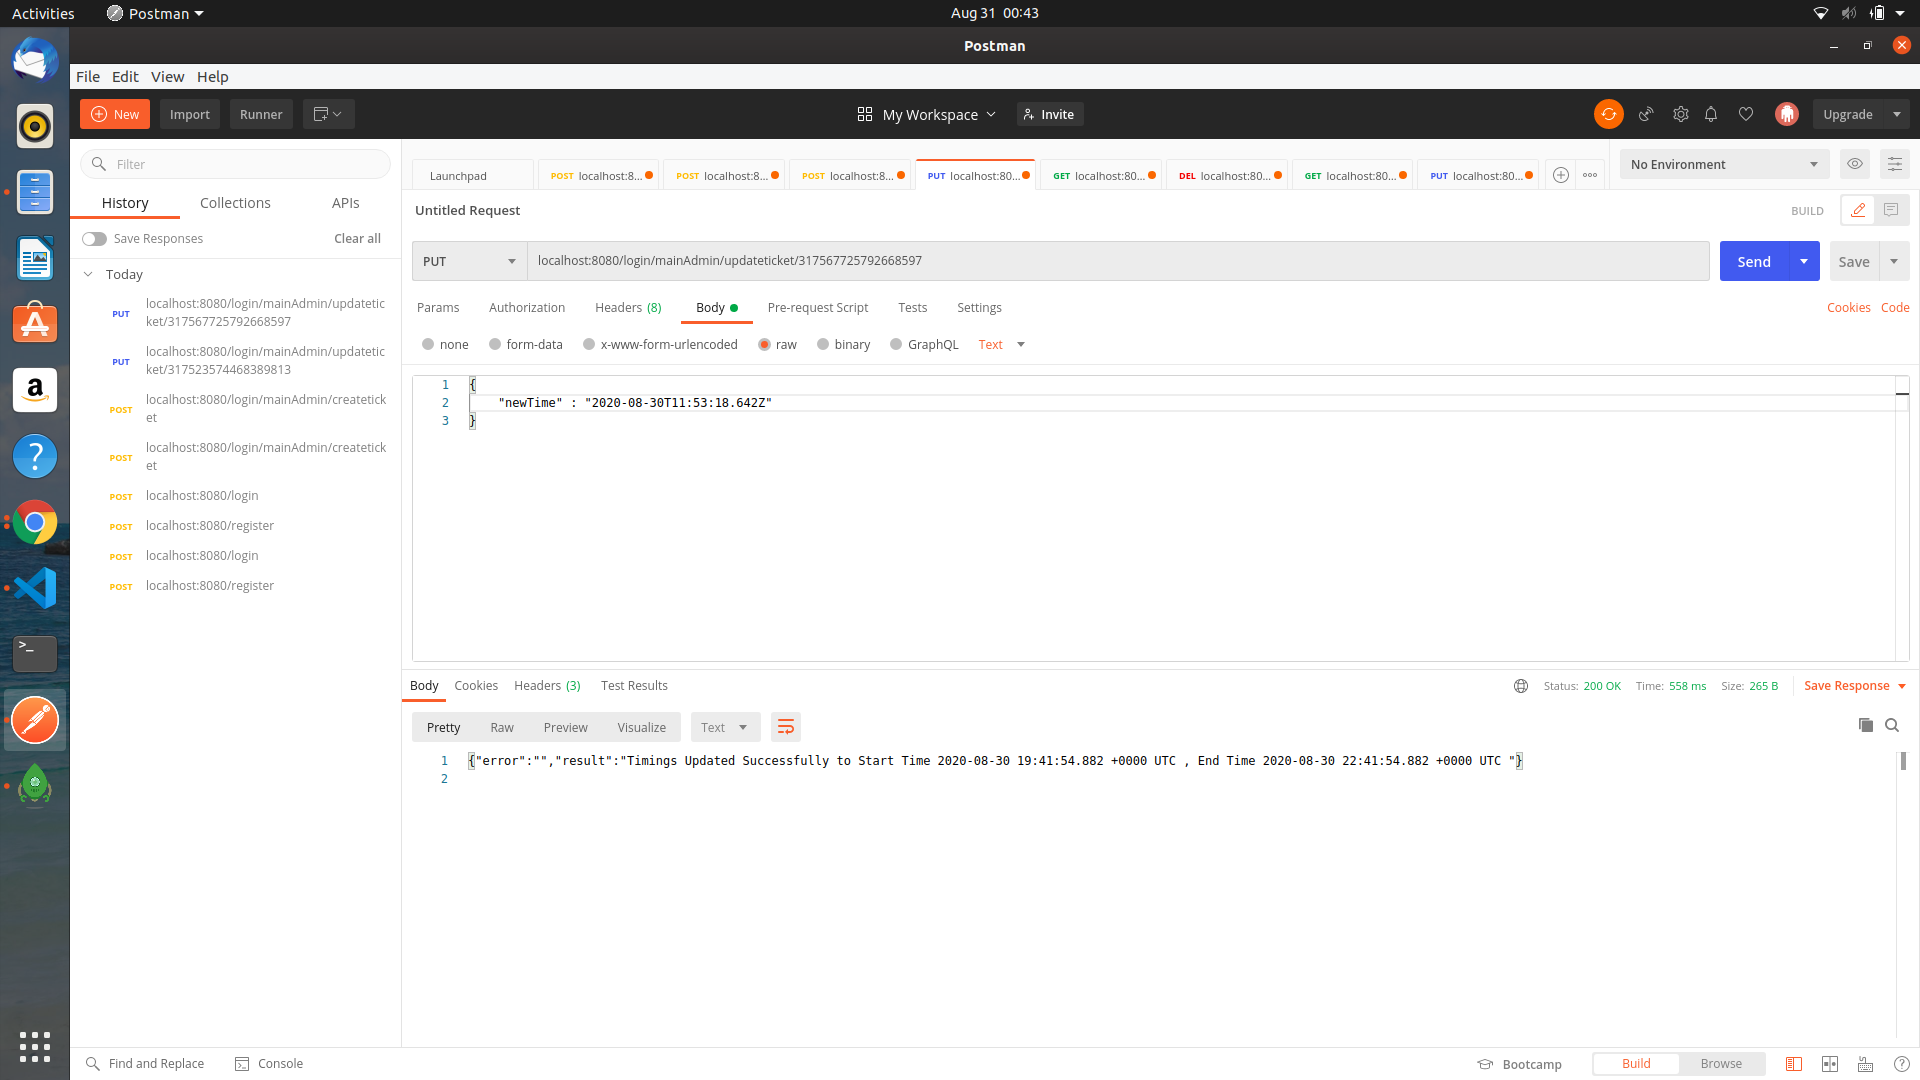 Activities
Postman
Aug 31 00:43
Postman
File Edit View Help
New
Import
Runner
My Workspace
Invite
Upgrade
Filter
History
Collections
APIs
Save Responses
Clear all
Today
PUT localhost:8080/login/mainAdmin/updatetic
ket/317567725792668597
PUT localhost:8080/login/mainAdmin/updatetic
ket/317523574468389813
POST localhost:8080/login/mainAdmin/createtick
et
POST localhost:8080/login/mainAdmin/createtick
et
POST localhost:8080/login
POST localhost:8080/register
POST localhost:8080/login
POST localhost:8080/register
Launchpad
POST localhost:8...
POST localhost:8...
POST localhost:8...
PUT localhost:80...
GET localhost:80...
DEL localhost:80...
GET localhost:80...
PUT localhost:80...
No Environment
Untitled Request
BUILD
PUT
localhost:8080/login/mainAdmin/updateticket/317567725792668597
Send
Save
Params Authorization Headers (8) Body Pre-request Script Tests Settings
Cookies Code
none form-data x-www-form-urlencoded raw binary GraphQL Text
1 {
2 "newTime" : "2020-08-30T11:53:18.642Z"
3 }
Body Cookies Headers (3) Test Results
Status: 200 OK Time: 558 ms Size: 265 B Save Response
Pretty Raw Preview Visualize Text
1 {"error":"","result":"Timings Updated Successfully to Start Time 2020-08-30 19:41:54.882 +0000 UTC , End Time 2020-08-30 22:41:54.882 +0000 UTC "}
2
Find and Replace
Console
Bootcamp
Build
Browse